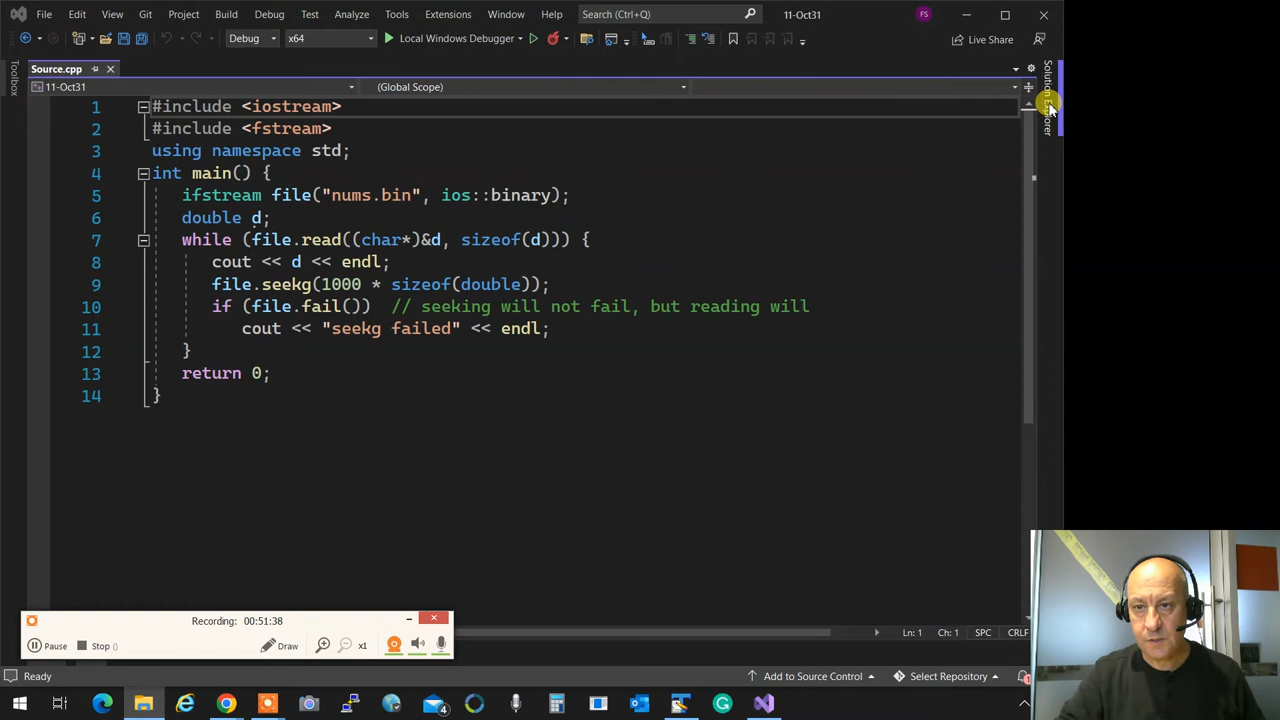 File Edit View Git Project Build Debug Test Analyze Tools Extensions Window Help Search (Ctrl+Q) 11-Oct31 FS
Debug x64 Local Windows Debugger Live Share
Toolbox
Source.cpp
11-Oct31 (Global Scope)
Solution Explorer
1 #include <iostream>
2 #include <fstream>
3 using namespace std;
4 int main() {
5 ifstream file("nums.bin", ios::binary);
6 double d;
7 while (file.read((char*)&d, sizeof(d))) {
8 cout << d << endl;
9 file.seekg(1000 * sizeof(double));
10 if (file.fail()) // seeking will not fail, but reading will
11 cout << "seekg failed" << endl;
12 }
13 return 0;
14 }
Recording: 00:51:38
Pause Stop () Draw x1
Ln: 1 Ch: 1 SPC CRLF
Ready Add to Source Control Select Repository 1
4